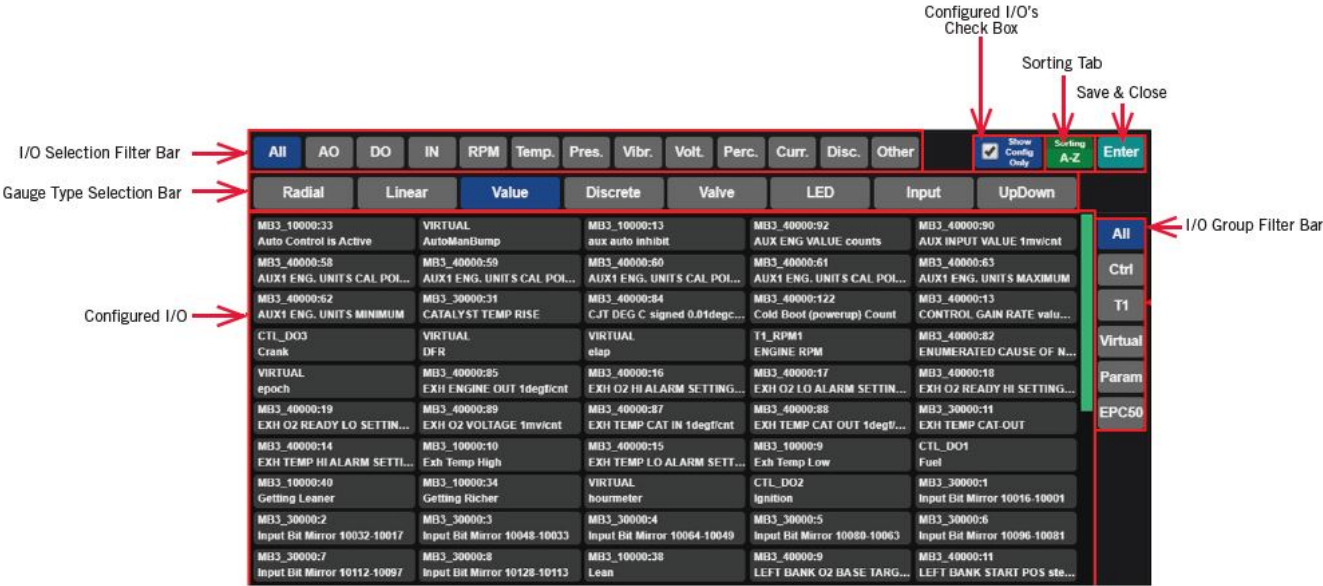 Configured I/O's
Check Box
Sorting Tab
Save & Close
I/O Selection Filter Bar
All AO DO IN RPM Temp. Pres. Vibr. Volt. Perc. Curr. Disc. Other
Show
Config
Only
Sorting
A-Z
Enter
Gauge Type Selection Bar
Radial Linear Value Discrete Valve LED Input UpDown
I/O Group Filter Bar
All
Ctrl
T1
Virtual
Param
EPC50
Configured I/O
MB3_10000:33 VIRTUAL MB3_10000:13 MB3_40000:92 MB3_40000:90
Auto Control is Active AutoManBump aux auto inhibit AUX ENG VALUE counts AUX INPUT VALUE 1mv/cnt
MB3_40000:58 MB3_40000:59 MB3_40000:60 MB3_40000:61 MB3_40000:63
AUX1 ENG. UNITS CAL POI... AUX1 ENG. UNITS CAL POI... AUX1 ENG. UNITS CAL POI... AUX1 ENG. UNITS CAL POI... AUX1 ENG. UNITS MAXIMUM
MB3_40000:62 MB3_30000:31 MB3_40000:84 MB3_40000:122 MB3_40000:13
AUX1 ENG. UNITS MINIMUM CATALYST TEMP RISE CJT DEG C signed 0.01degc... Cold Boot (powerup) Count CONTROL GAIN RATE valu...
CTL_DO3 VIRTUAL VIRTUAL T1_RPM1 MB3_40000:82
Crank DFR elap ENGINE RPM ENUMERATED CAUSE OF N...
VIRTUAL MB3_40000:85 MB3_40000:16 MB3_40000:17 MB3_40000:18
epoch EXH ENGINE OUT 1degf/cnt EXH O2 HI ALARM SETTING... EXH O2 LO ALARM SETTIN... EXH O2 READY HI SETTING...
MB3_40000:19 MB3_40000:89 MB3_40000:87 MB3_40000:88 MB3_30000:11
EXH O2 READY LO SETTIN... EXH O2 VOLTAGE 1mv/cnt EXH TEMP CAT IN 1degf/cnt EXH TEMP CAT OUT 1degf/... EXH TEMP CAT-OUT
MB3_40000:14 MB3_10000:10 MB3_40000:15 MB3_10000:9 CTL_DO1
EXH TEMP HI ALARM SETTI... Exh Temp High EXH TEMP LO ALARM SETT... Exh Temp Low Fuel
MB3_10000:40 MB3_10000:34 VIRTUAL CTL_DO2 MB3_30000:1
Getting Leaner Getting Richer hourmeter Ignition Input Bit Mirror 10016-10001
MB3_30000:2 MB3_30000:3 MB3_30000:4 MB3_30000:5 MB3_30000:6
Input Bit Mirror 10032-10017 Input Bit Mirror 10048-10033 Input Bit Mirror 10064-10049 Input Bit Mirror 10080-10063 Input Bit Mirror 10096-10081
MB3_30000:7 MB3_30000:8 MB3_10000:38 MB3_40000:9 MB3_40000:11
Input Bit Mirror 10112-10097 Input Bit Mirror 10128-10113 Lean LEFT BANK O2 BASE TARG... LEFT BANK START POS ste...